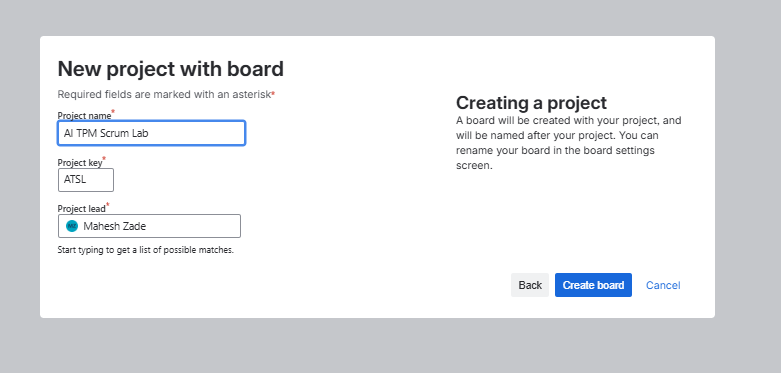 New project with board
Required fields are marked with an asterisk*
Project name*
AI TPM Scrum Lab
Project key*
ATSL
Project lead*
Mahesh Zade
Start typing to get a list of possible matches.
Creating a project
A board will be created with your project, and
will be named after your project. You can
rename your board in the board settings
screen.
Back
Create board
Cancel